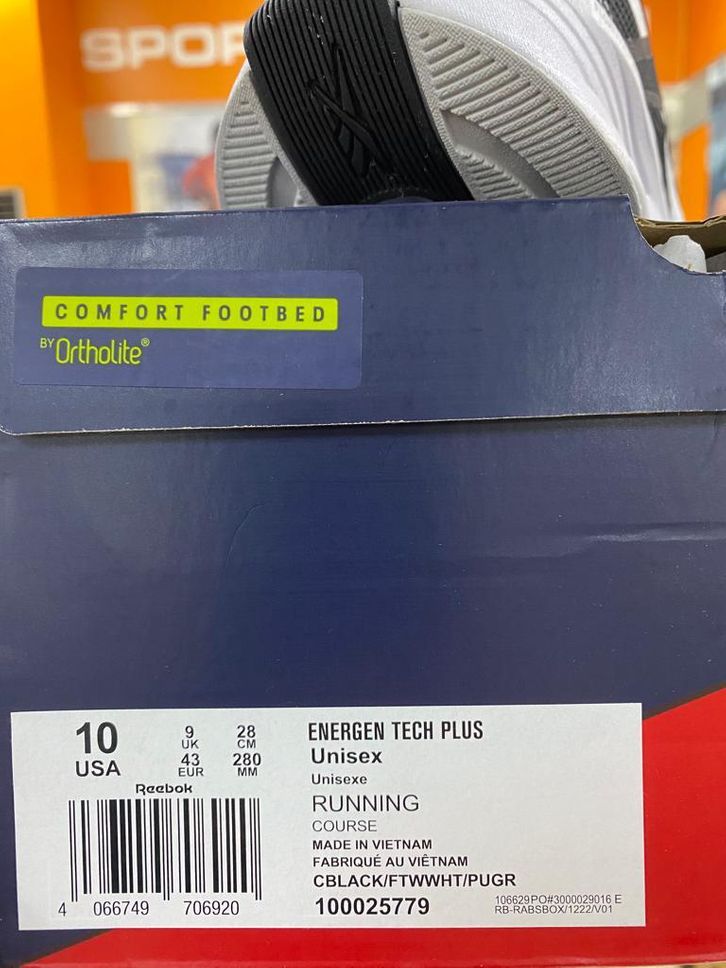 SPOR
COMFORT FOOTBED
BY Ortholite®
10
USA
9
UK
43
EUR
28
CM
280
MM
Reebok
4 066749 706920
ENERGEN TECH PLUS
Unisex
Unisexe
RUNNING
COURSE
MADE IN VIETNAM
FABRIQUÉ AU VIÊTNAM
CBLACK/FTWWHT/PUGR
100025779
106629PO#3000029016 E
RB-RABSBOX/1222/V01